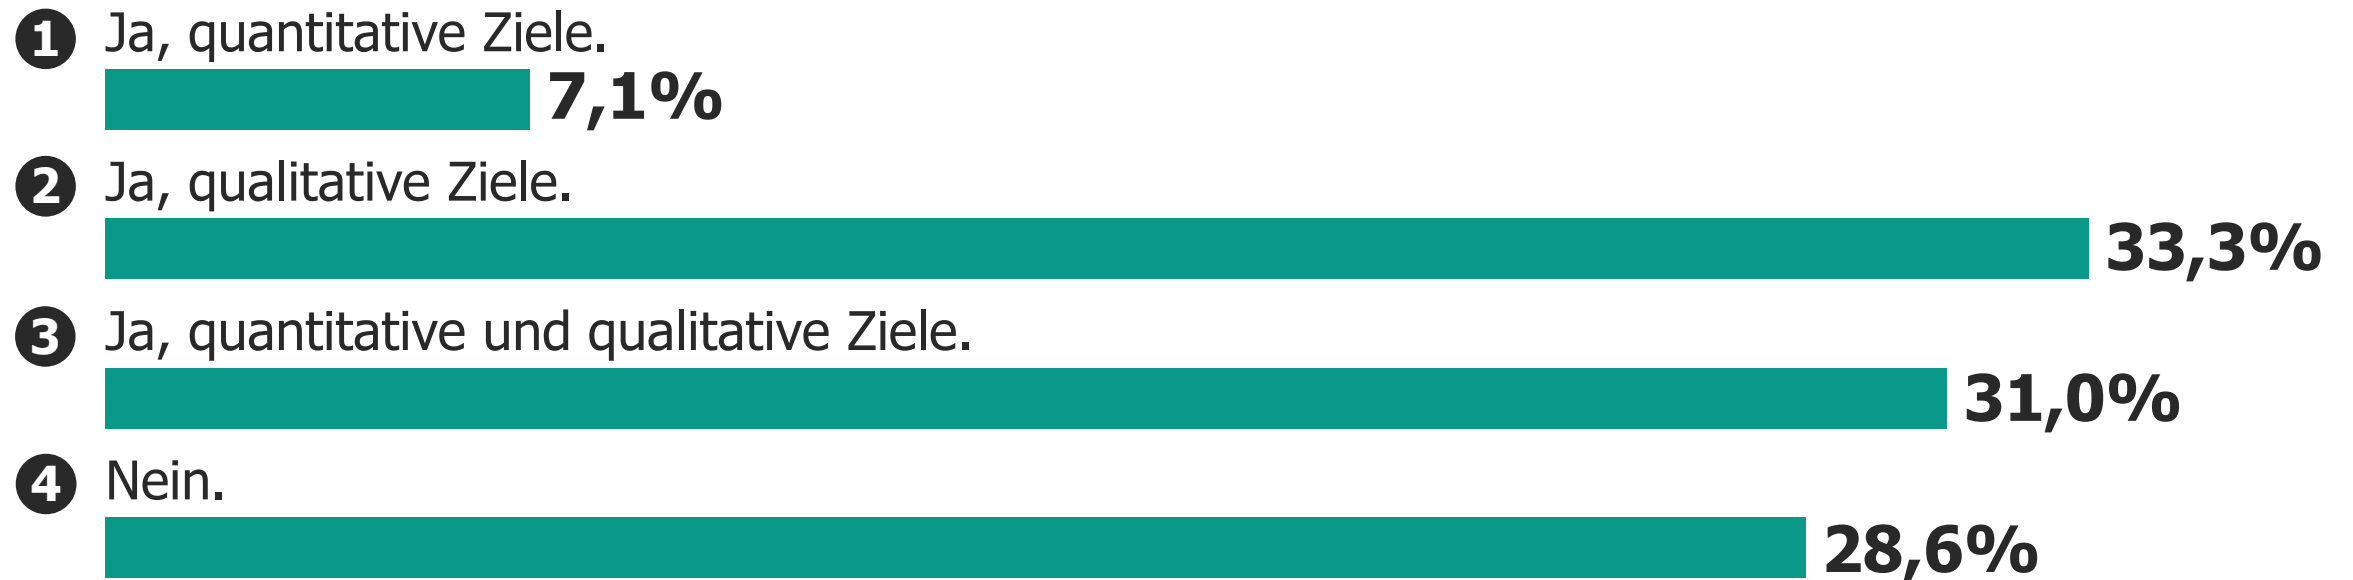 1 Ja, quantitative Ziele.
7,1%
2 Ja, qualitative Ziele.
33,3%
3 Ja, quantitative und qualitative Ziele.
31,0%
4 Nein.
28,6%